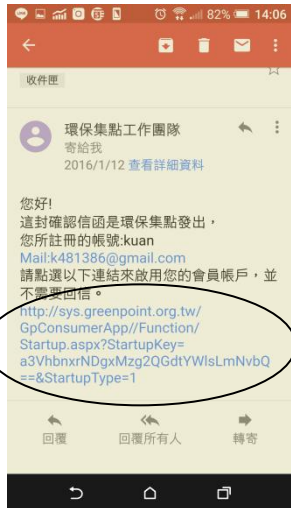 82% 14:06
收件匣
環保集點工作團隊
寄給我
2016/1/12 查看詳細資料
您好!
這封確認信函是環保集點發出，
您所註冊的帳號:kuan
Mail:k481386@gmail.com
請點選以下連結來啟用您的會員帳戶，並
不需要回信。
http://sys.greenpoint.org.tw/
GpConsumerApp//Function/
Startup.aspx?StartupKey=
a3VhbnxrNDgxMzg2QGdtYWlsLmNvbQ
==&StartupType=1
回覆 回覆所有人 轉寄